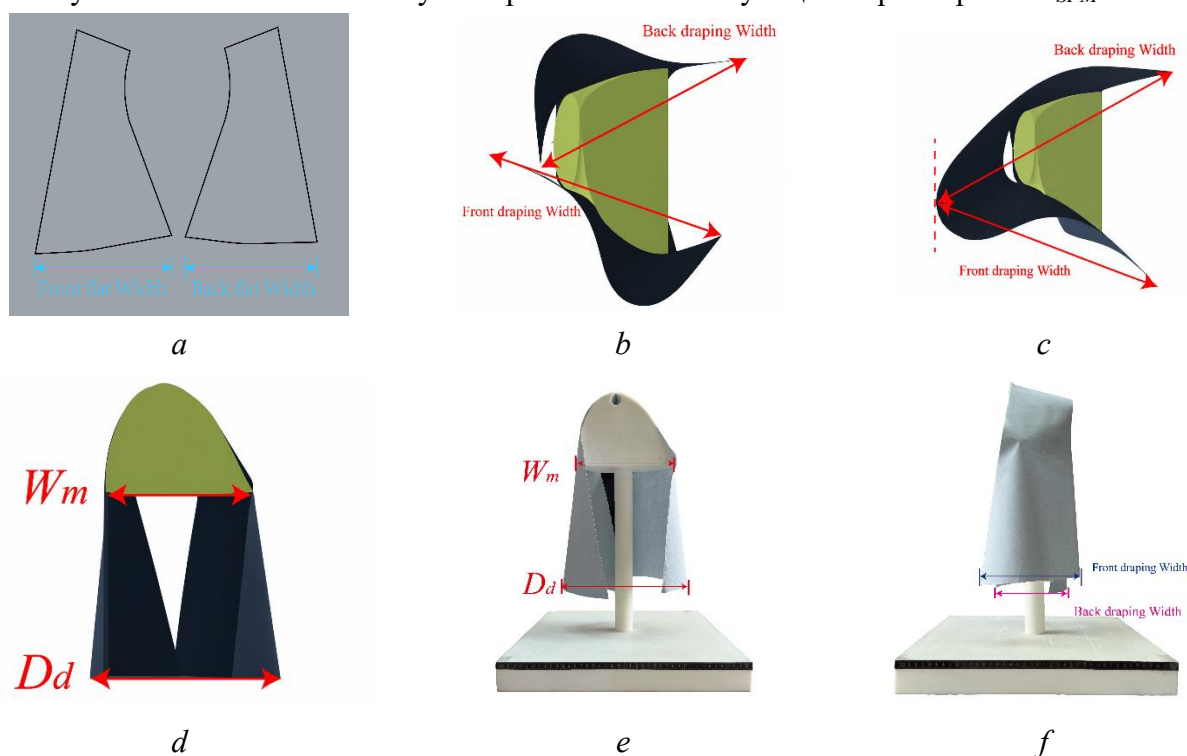 Back draping Width
Front draping Width
Back draping Width
Front draping Width
Front flat Width
Back flat Width
a
b
c
Wm
Dd
Wm
Dd
Front draping Width
Back draping Width
d
e
f